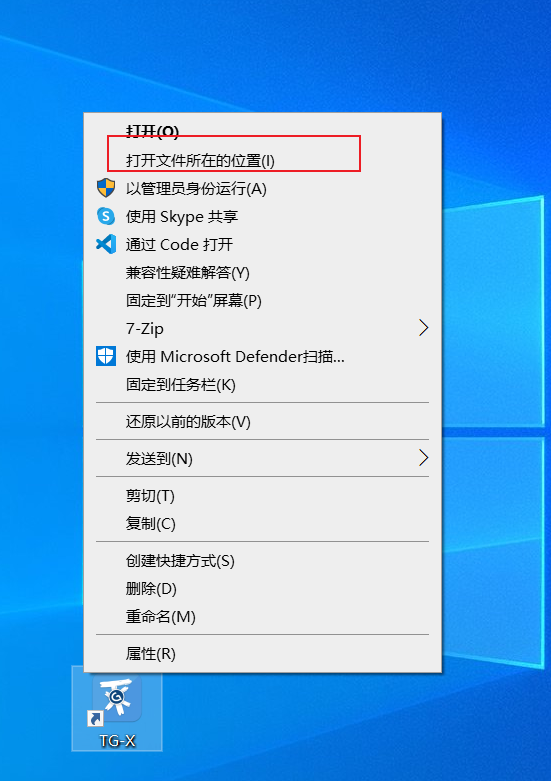 打开(O)
打开文件所在的位置(I)
以管理员身份运行(A)
使用 Skype 共享
通过 Code 打开
兼容性疑难解答(Y)
固定到"开始"屏幕(P)
7-Zip
使用 Microsoft Defender扫描...
固定到任务栏(K)
还原以前的版本(V)
发送到(N)
剪切(T)
复制(C)
创建快捷方式(S)
删除(D)
重命名(M)
属性(R)
TG-X